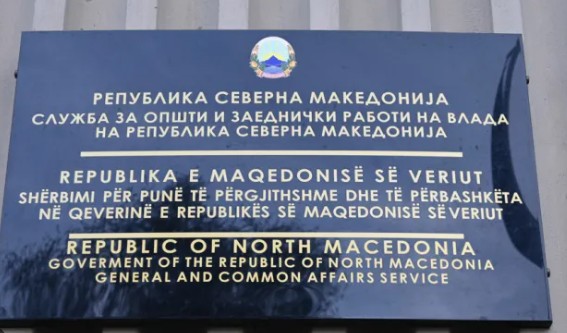 РЕПУБЛИКА СЕВЕРНА МАКЕДОНИЈА
СЛУЖБА ЗА ОПШТИ И ЗАЕДНИЧКИ РАБОТИ НА ВЛАДА
НА РЕПУБЛИКА СЕВЕРНА МАКЕДОНИЈА
REPUBLIKA E MAQEDONISË SË VERIUT
SHËRBIMI PËR PUNË TË PËRGJITHSHME DHE TË PËRBASHKËTA
NË QEVERINË E REPUBLIKËS SË MAQEDONISË SË VERIUT
REPUBLIC OF NORTH MACEDONIA
GOVERMENT OF THE REPUBLIC OF NORTH MACEDONIA
GENERAL AND COMMON AFFAIRS SERVICE